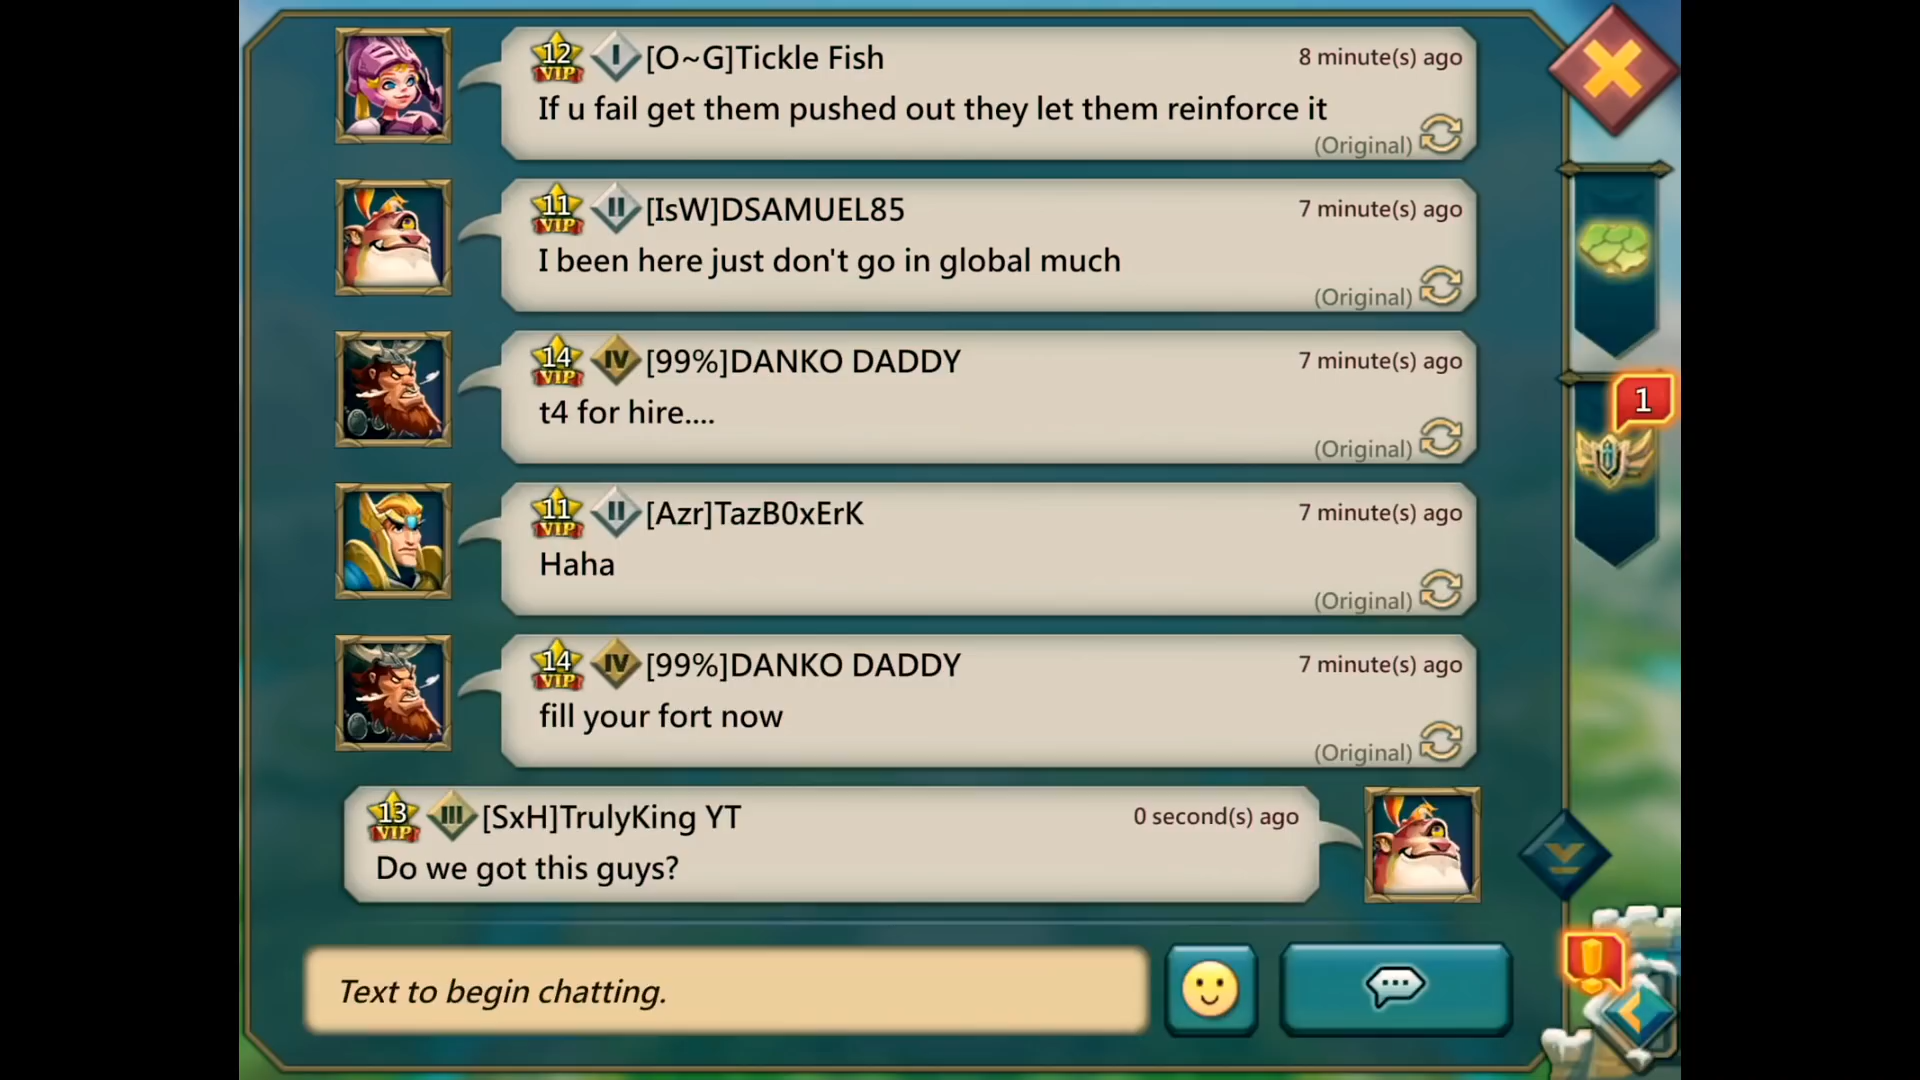 12 VIP I [O~G]Tickle Fish 8 minute(s) ago
If u fail get them pushed out they let them reinforce it
(Original)
11 VIP II [IsW]DSAMUEL85 7 minute(s) ago
I been here just don't go in global much
(Original)
14 VIP IV [99%]DANKO DADDY 7 minute(s) ago
t4 for hire....
(Original)
1
11 VIP II [Azr]TazB0xErK 7 minute(s) ago
Haha
(Original)
14 VIP IV [99%]DANKO DADDY 7 minute(s) ago
fill your fort now
(Original)
13 VIP III [SxH]TrulyKing YT 0 second(s) ago
Do we got this guys?
Text to begin chatting.